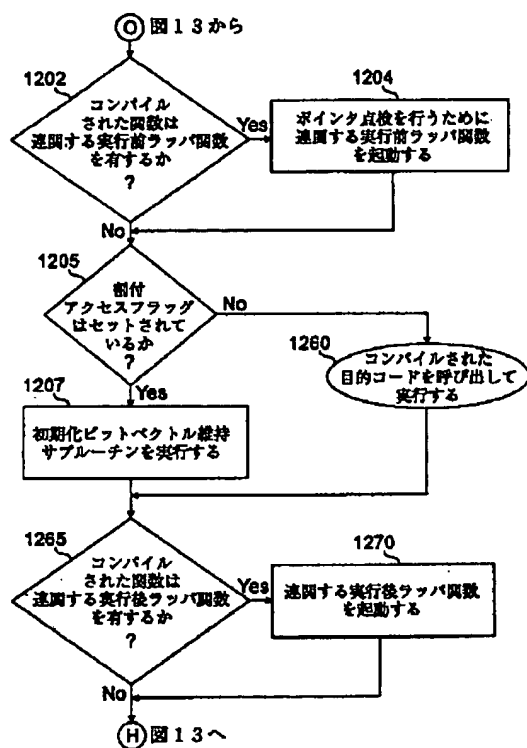 O 図13から
1202
コンパイル
された関数は
連関する実行前ラッパ関数
を有するか
?
Yes
1204
ポインタ点検を行うために
連関する実行前ラッパ関数
を起動する
No
1205
割付
アクセスフラッグ
はセットされて
いるか
?
No
1260
コンパイルされた
目的コードを呼び出して
実行する
Yes
1207
初期化ビットベクトル維持
サブルーチンを実行する
1265
コンパイル
された関数は
連関する実行後ラッパ関数
を有するか
?
Yes
1270
連関する実行後ラッパ関数
を起動する
No
H 図13へ